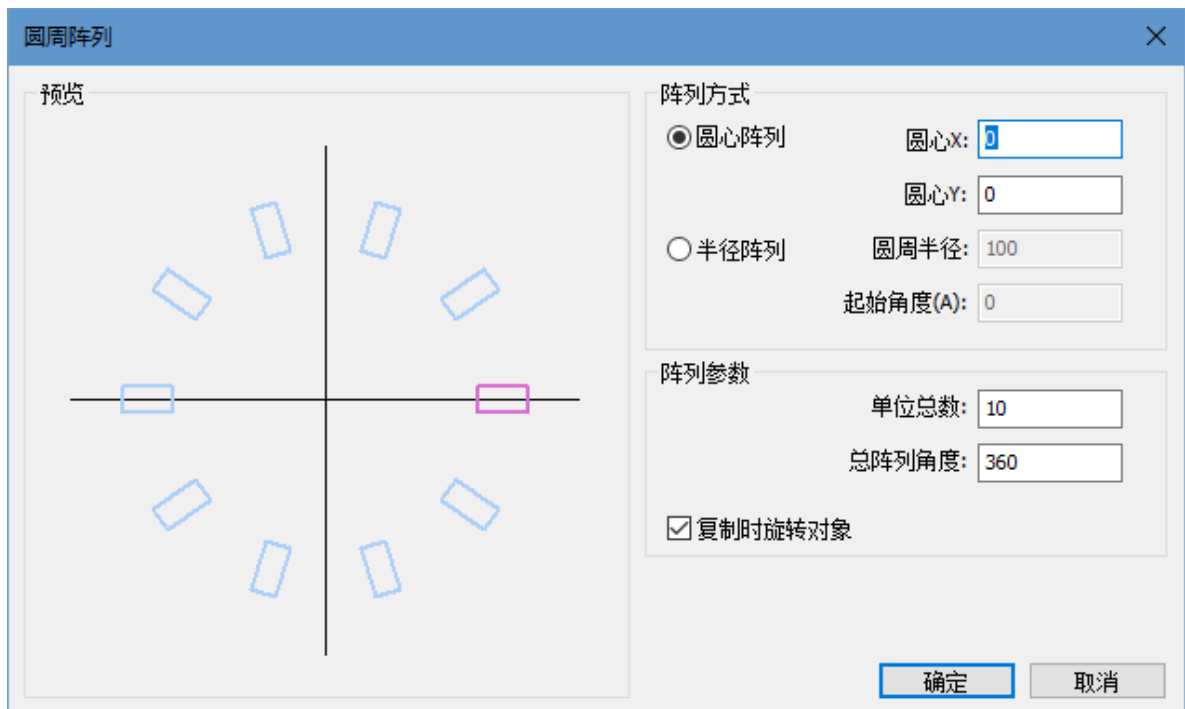 圆周阵列
预览
阵列方式
圆心阵列
圆心X: 0
圆心Y: 0
半径阵列
圆周半径: 100
起始角度(A): 0
阵列参数
单位总数: 10
总阵列角度: 360
复制时旋转对象
确定
取消